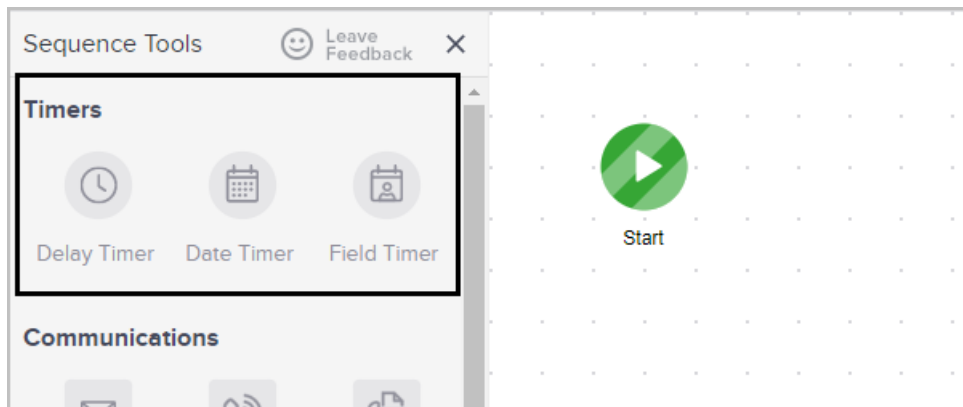 Sequence Tools
Leave
Feedback
Timers
Delay Timer
Date Timer
Field Timer
Communications
Start